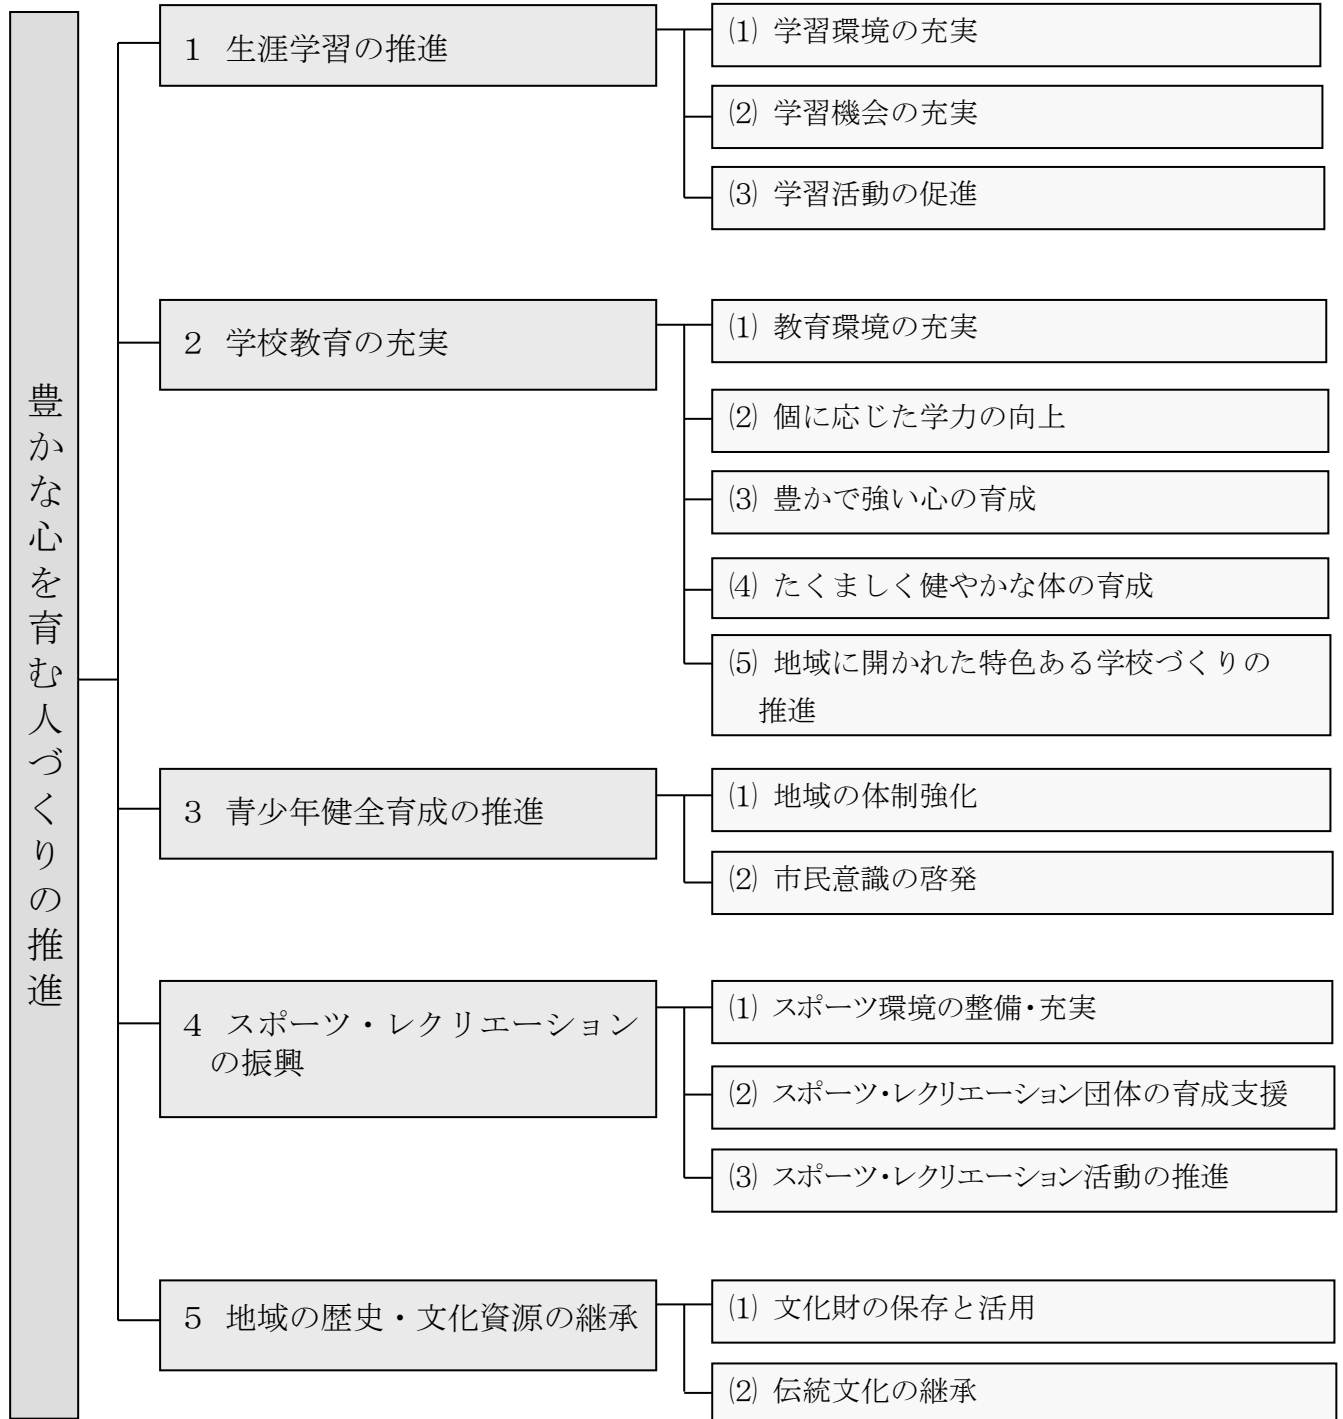 豊かな心を育む人づくりの推進
１ 生涯学習の推進
⑴ 学習環境の充実
⑵ 学習機会の充実
⑶ 学習活動の促進
２ 学校教育の充実
⑴ 教育環境の充実
⑵ 個に応じた学力の向上
⑶ 豊かで強い心の育成
⑷ たくましく健やかな体の育成
⑸ 地域に開かれた特色ある学校づくりの
推進
３ 青少年健全育成の推進
⑴ 地域の体制強化
⑵ 市民意識の啓発
４ スポーツ・レクリエーション
の振興
⑴ スポーツ環境の整備・充実
⑵ スポーツ・レクリエーション団体の育成支援
⑶ スポーツ・レクリエーション活動の推進
５ 地域の歴史・文化資源の継承
⑴ 文化財の保存と活用
⑵ 伝統文化の継承